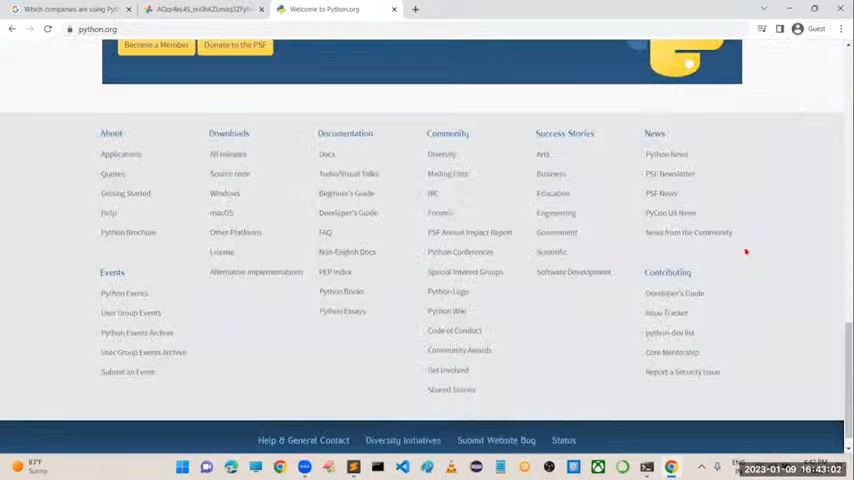 Which companies are using Pyth
Welcome to Python.org
python.org
Guest
Become a Member
Donate to the PSF
About
Applications
Quotes
Getting Started
Help
Python Brochure
Events
Python Events
User Group Events
Python Events Archive
User Group Events Archive
Submit an Event
Downloads
All releases
Source code
Windows
macOS
Other Platforms
License
Alternative Implementations
Documentation
Docs
Audio/Visual Talks
Beginner's Guide
Developer's Guide
FAQ
Non-English Docs
PEP Index
Python Books
Python Essays
Community
Diversity
Mailing Lists
IRC
Forums
PSF Annual Impact Report
Python Conferences
Special Interest Groups
Python Logo
Python Wiki
Code of Conduct
Community Awards
Get Involved
Shared Stories
Success Stories
Arts
Business
Education
Engineering
Government
Scientific
Software Development
News
Python News
PSF Newsletter
PSF News
PyCon US News
News from the Community
Contributing
Developer's Guide
Issue Tracker
python-dev list
Core Mentorship
Report a Security Issue
Help & General Contact
Diversity Initiatives
Submit Website Bug
Status
83°F
Sunny
2023-01-09 16:43:02